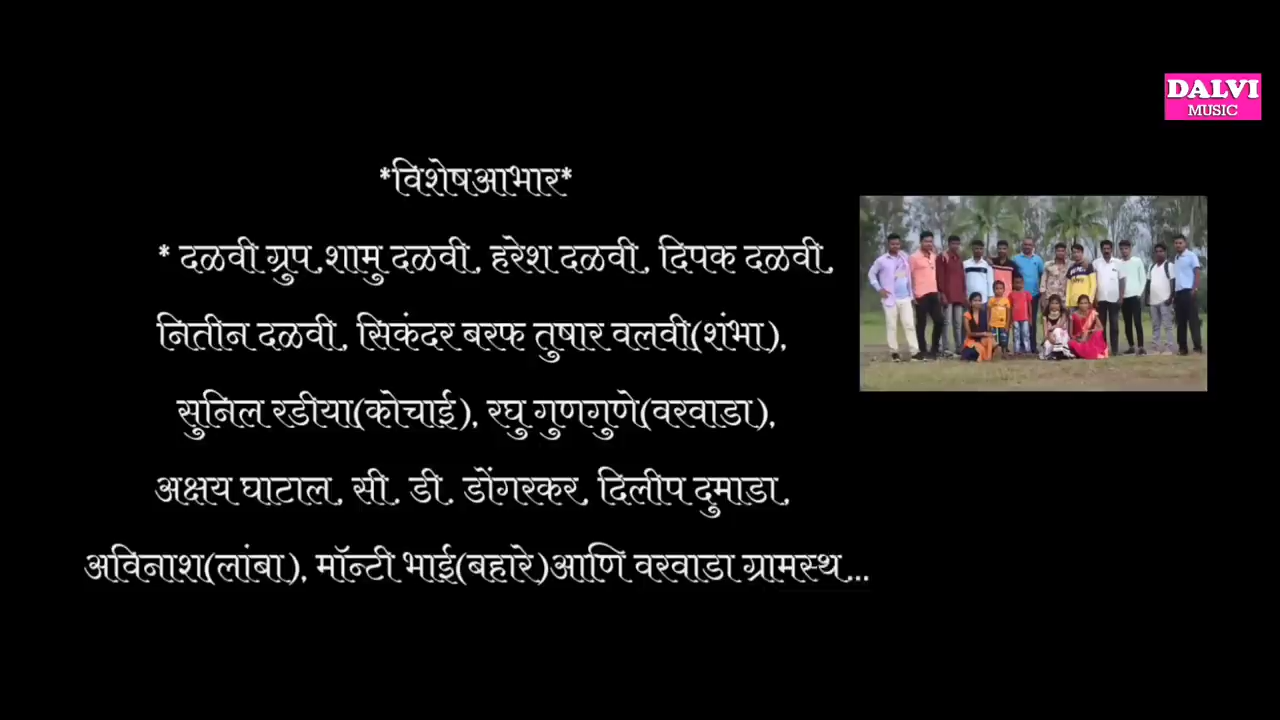 DALVI
MUSIC
*विशेषआभार*
* दळवी ग्रुप,शामु दळवी, हरेश दळवी, दिपक दळवी,
नितीन दळवी, सिकंदर बरफ तुषार वळवी(शंभा),
सुनिल रडीया(कोचाई), रघु गुणगुणे(वरवाडा),
अक्षय घाटाल, सी. डी. डोंगरकर, दिलीप दुमाडा,
अविनाश(लांबा), मॉन्टी भाई(बहारे)आणि वरवाडा ग्रामस्थ...